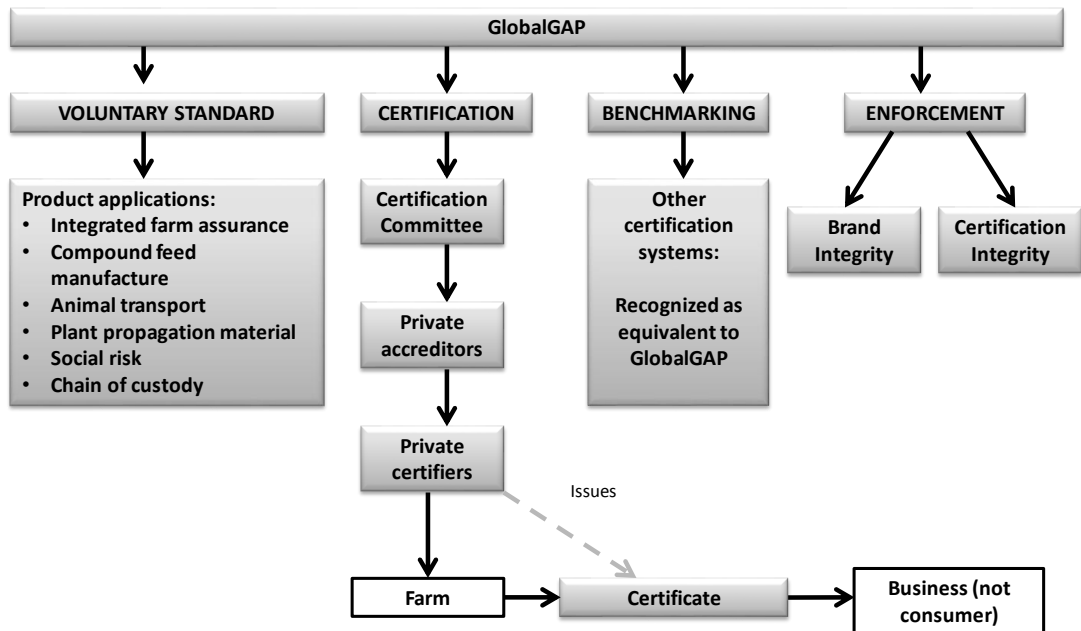 GlobalGAP
VOLUNTARY STANDARD
CERTIFICATION
BENCHMARKING
ENFORCEMENT
Product applications:
• Integrated farm assurance
• Compound feed
manufacture
• Animal transport
• Plant propagation material
• Social risk
• Chain of custody
Certification
Committee
Private
accreditors
Private
certifiers
Other
certification
systems:
Recognized as
equivalent to
GlobalGAP
Brand
Integrity
Certification
Integrity
Issues
Farm
Certificate
Business (not
consumer)